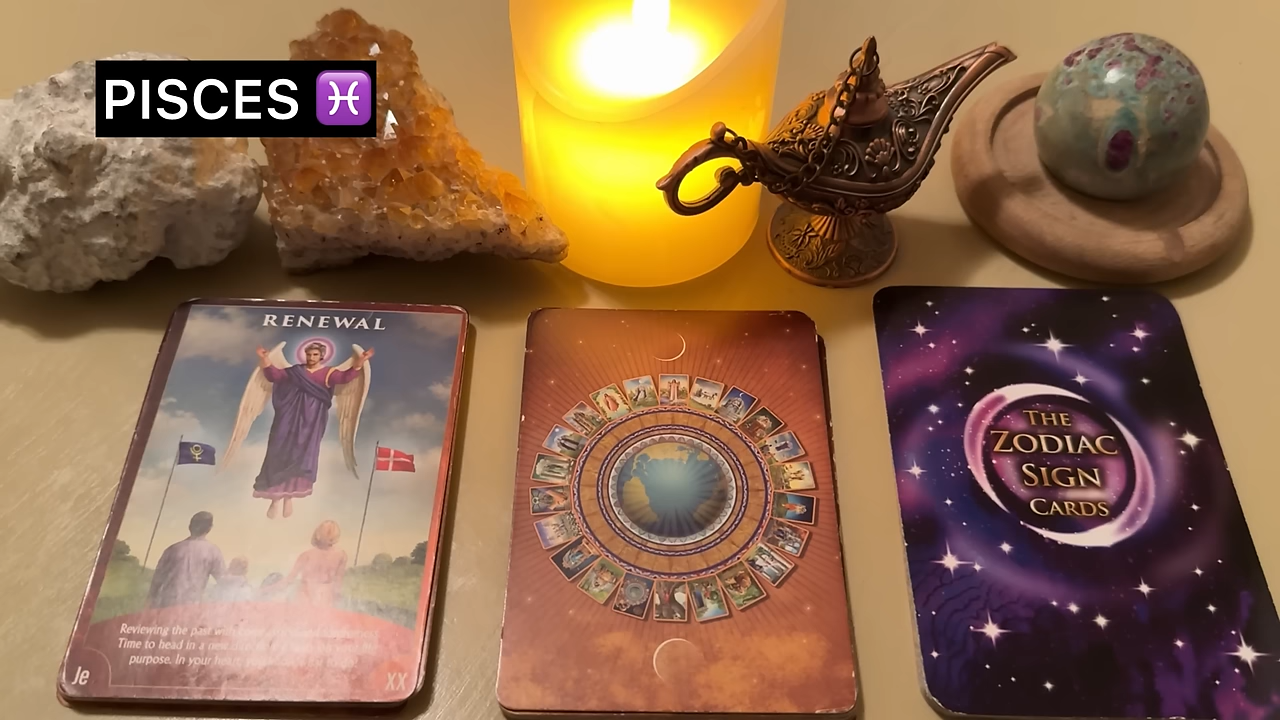 PISCES ♓
RENEWAL
Reviewing the past with
Time to head in a new
purpose. In your heart,
Je
XX
THE
ZODIAC
SIGN
CARDS